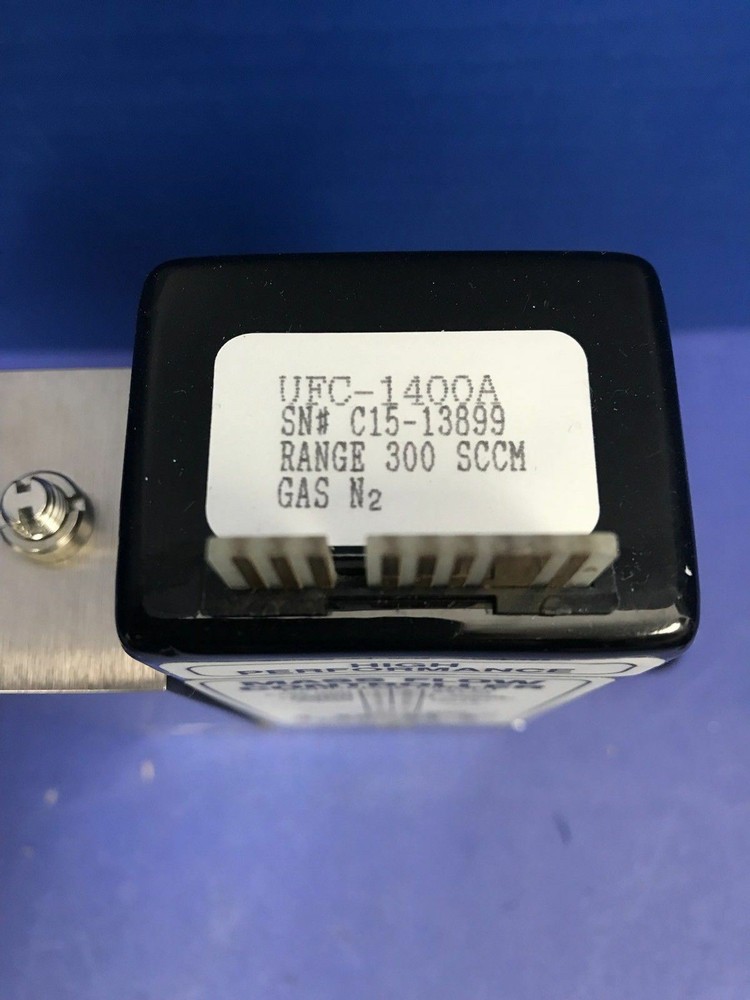 UFC-1400A
SN# C15-13899
RANGE 300 SCCM
GAS N₂
HIGH
PERFORMANCE
MASS FLOW
CONTROLLER